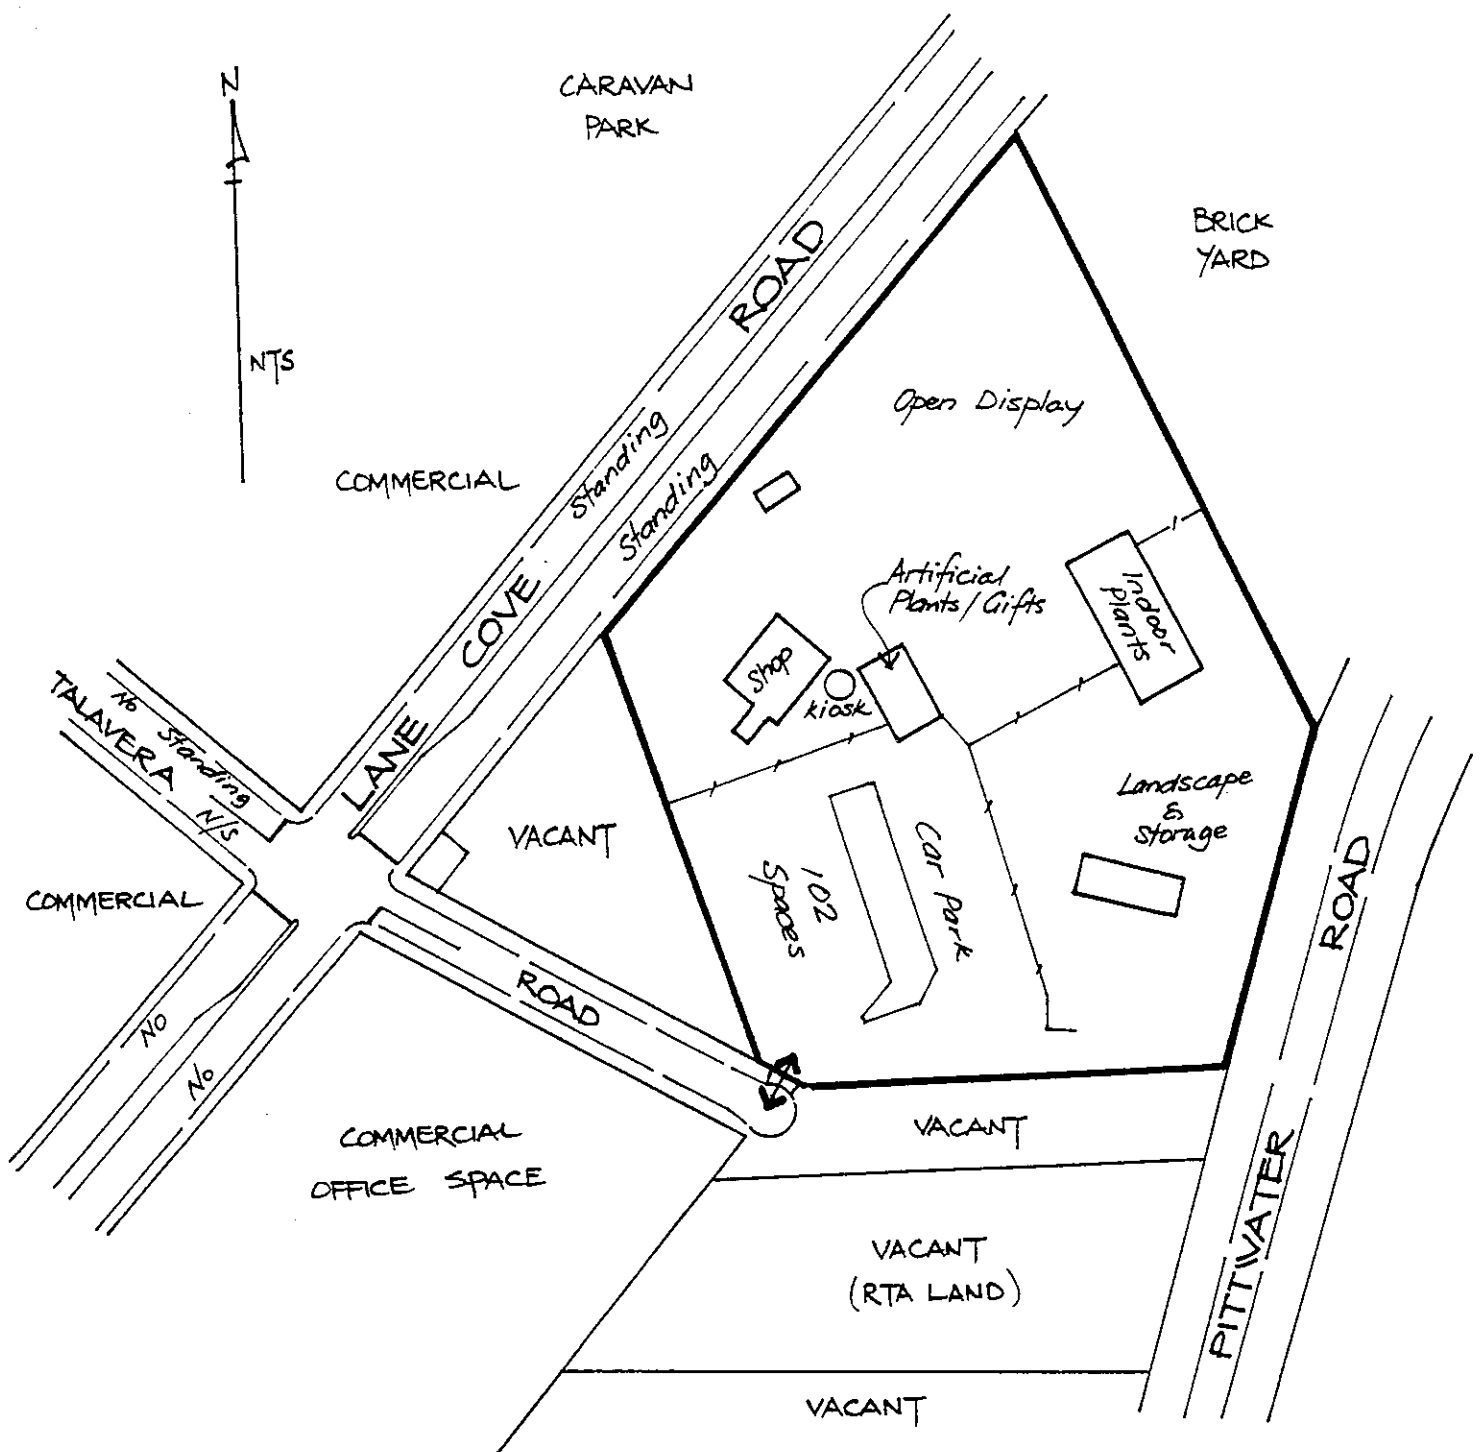 N
CARAVAN
PARK
BRICK
YARD
NTS
LANE COVE ROAD
Standing
Standing
Open Display
COMMERCIAL
Artificial
Plants/Gifts
Indoor
plants
Shop
kiosk
No Standing
TALAVERA
N/S
VACANT
Landscape
&
Storage
102
Spaces
Car Park
COMMERCIAL
ROAD
NO
No
COMMERCIAL
OFFICE SPACE
VACANT
PITTWATER ROAD
VACANT
(RTA LAND)
VACANT